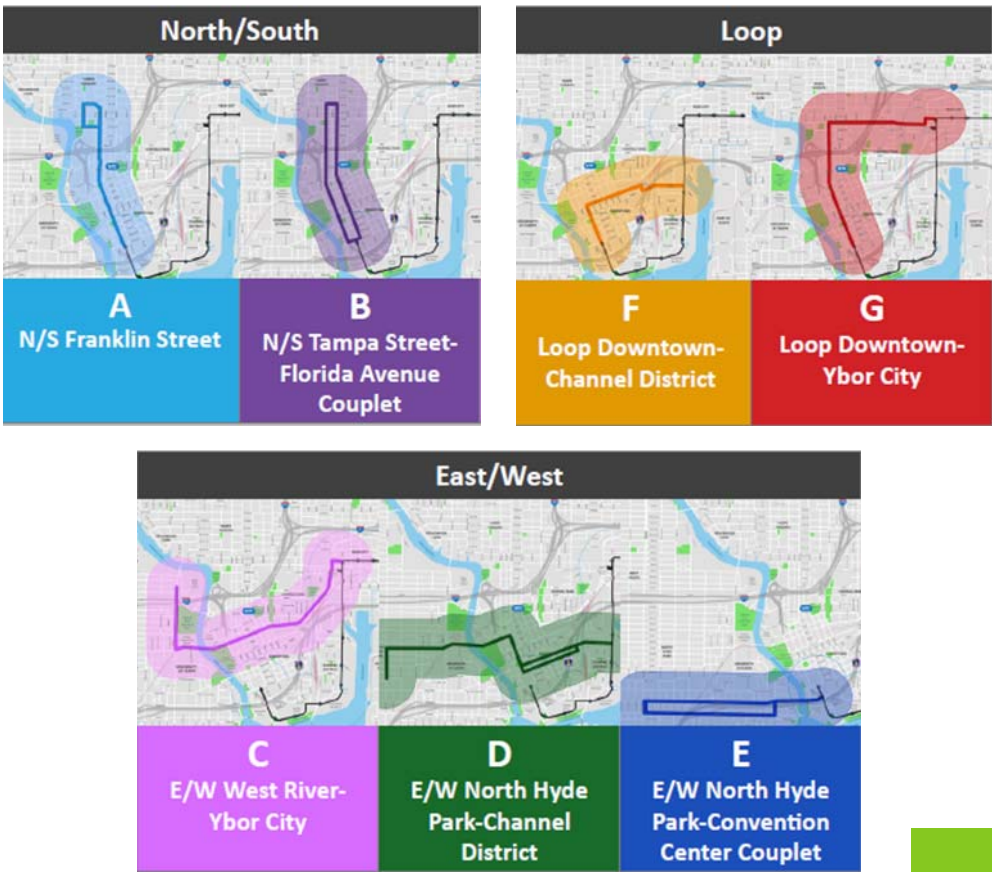 North/South
Loop
A
N/S Franklin Street
B
N/S Tampa Street-
Florida Avenue
Couplet
F
Loop Downtown-
Channel District
G
Loop Downtown-
Ybor City
East/West
C
E/W West River-
Ybor City
D
E/W North Hyde
Park-Channel
District
E
E/W North Hyde
Park-Convention
Center Couplet